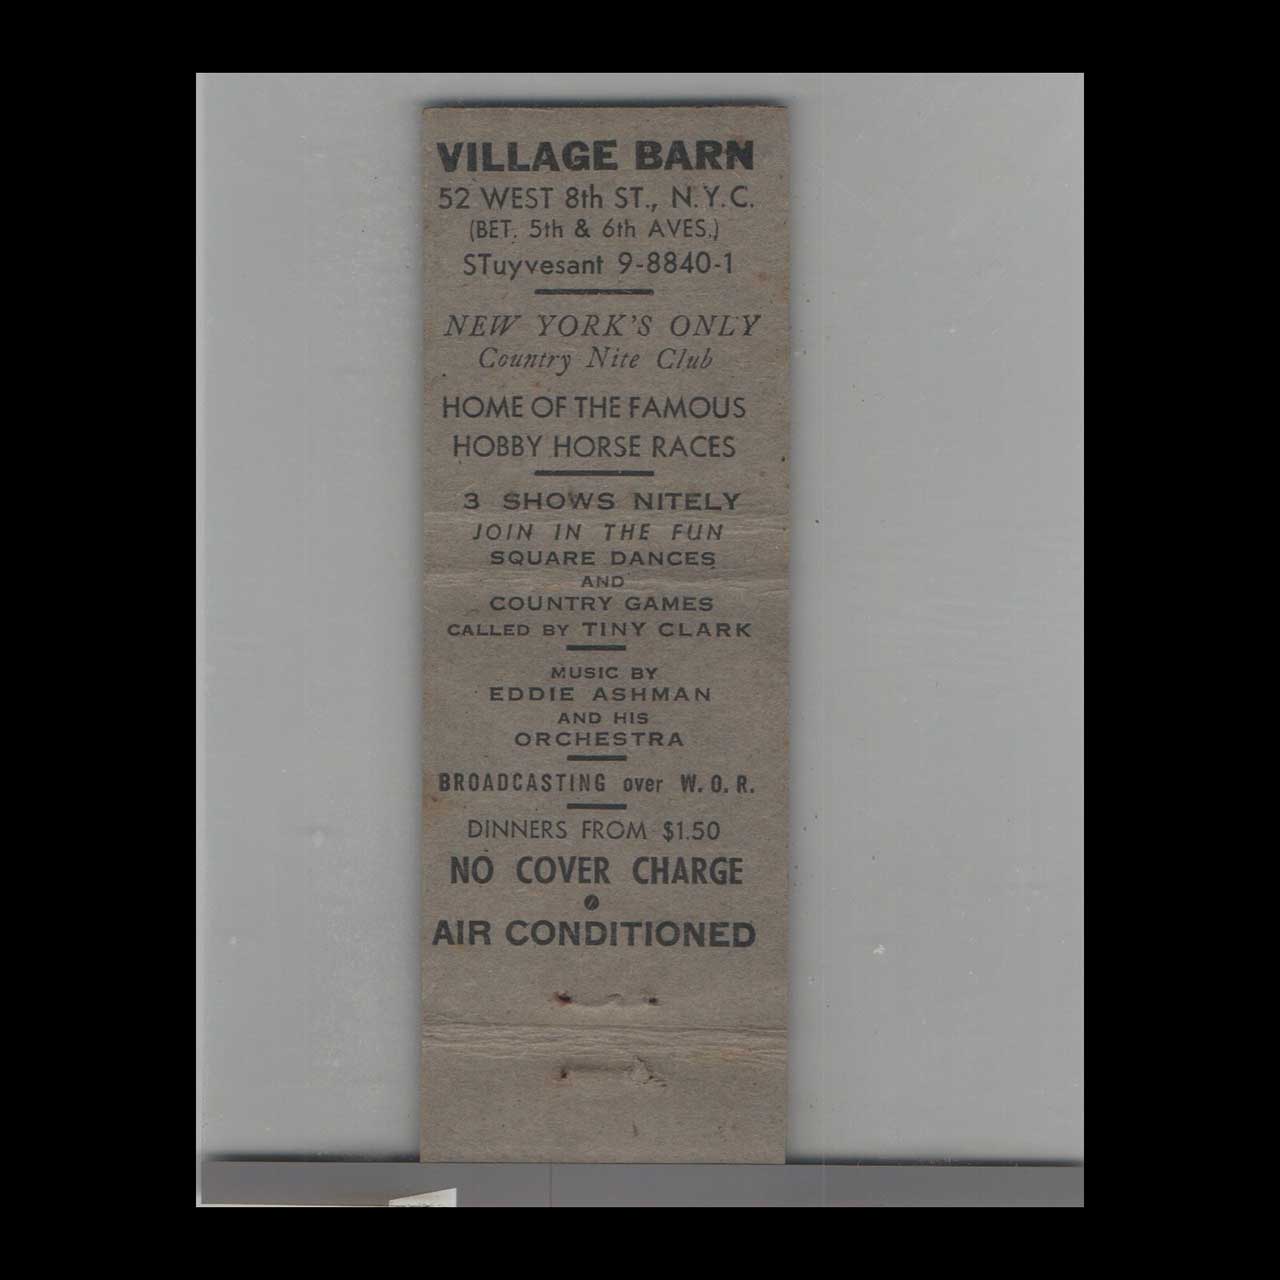 VILLAGE BARN
52 WEST 8th ST., N.Y.C.
(BET. 5th & 6th AVES.)
STuyvesant 9-8840-1
NEW YORK'S ONLY
Country Nite Club
HOME OF THE FAMOUS
HOBBY HORSE RACES
3 SHOWS NITELY
JOIN IN THE FUN
SQUARE DANCES
AND
COUNTRY GAMES
CALLED BY TINY CLARK
MUSIC BY
EDDIE ASHMAN
AND HIS
ORCHESTRA
BROADCASTING over W. O. R.
DINNERS FROM $1.50
NO COVER CHARGE
AIR CONDITIONED